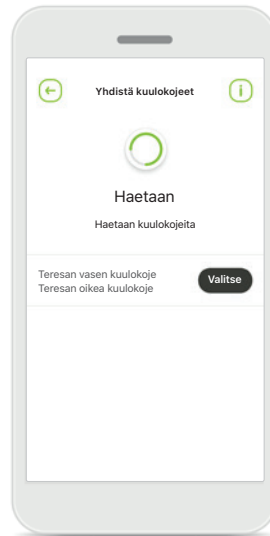 Yhdistä kuulokojeet
Haetaan
Haetaan kuulokojeita
Teresan vasen kuulokoje
Teresan oikea kuulokoje
Valitse